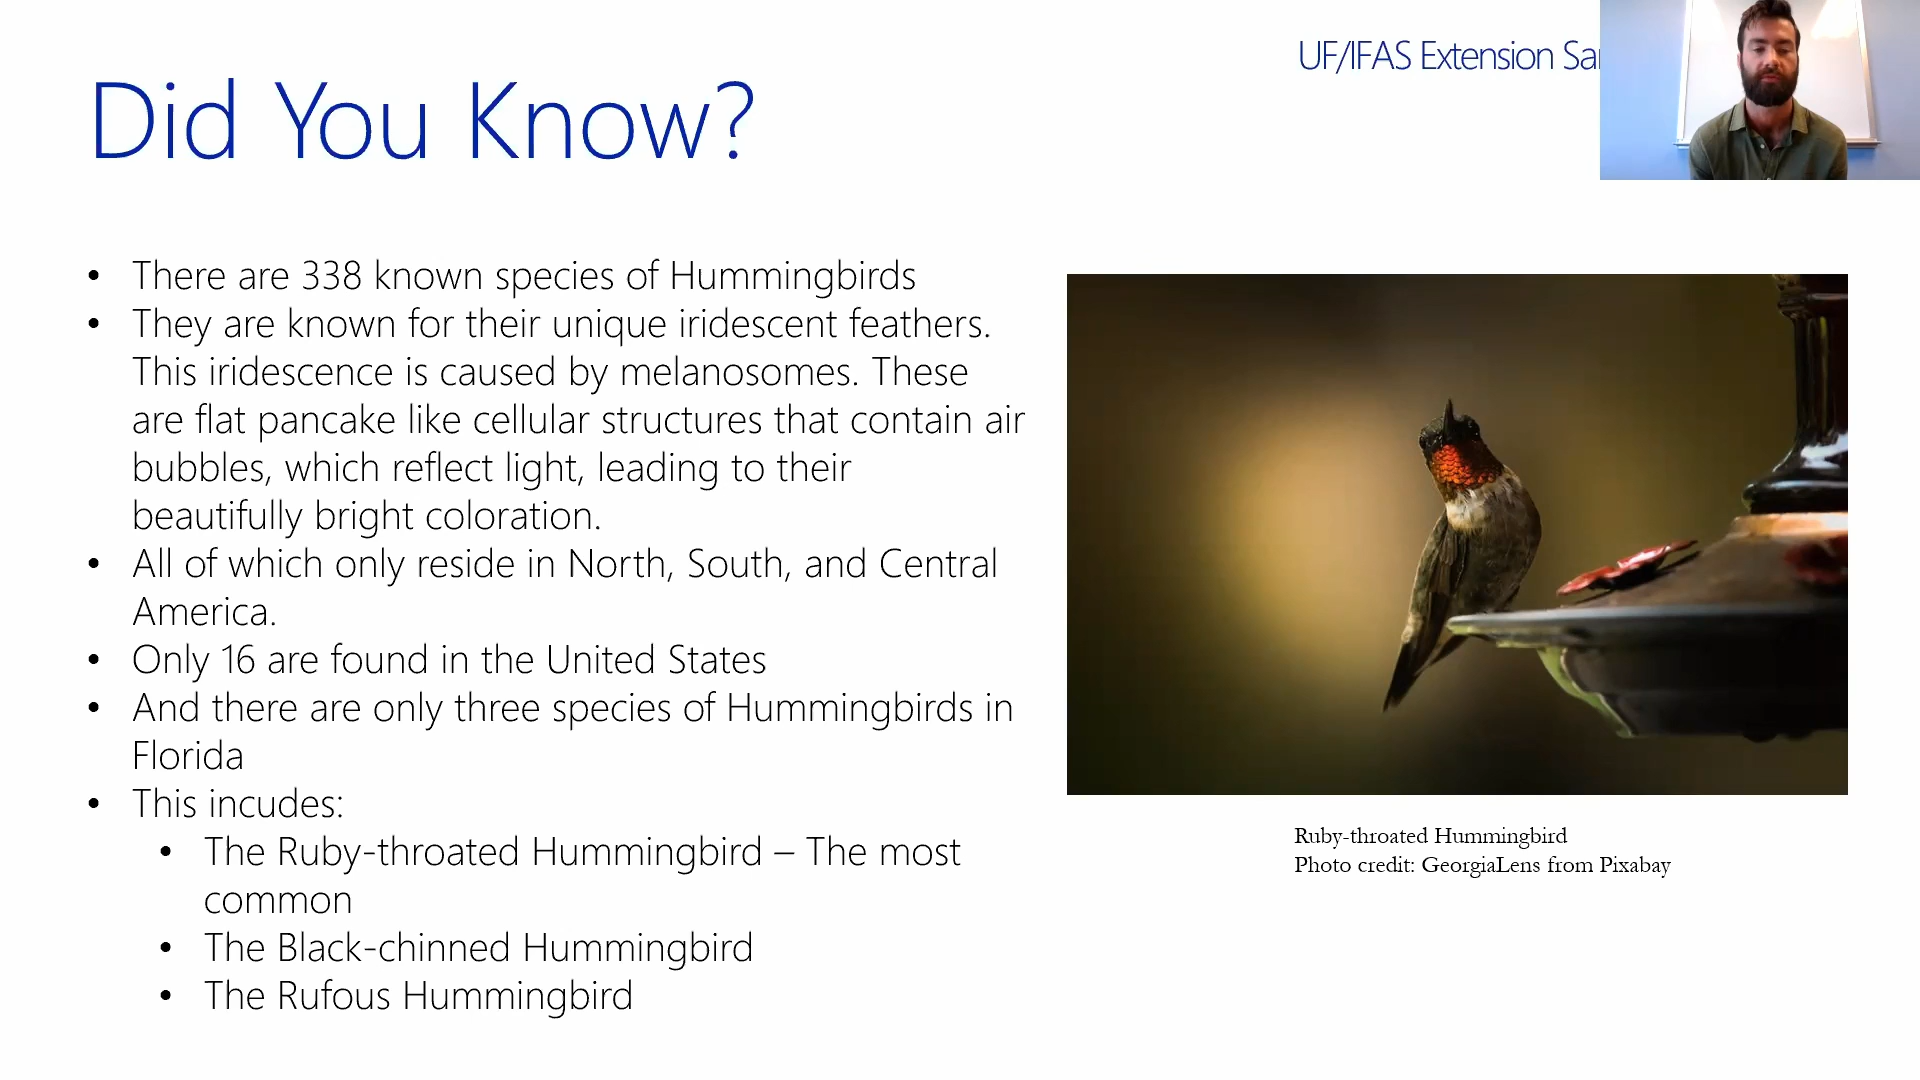 UF/IFAS Extension
Did You Know?
• There are 338 known species of Hummingbirds
• They are known for their unique iridescent feathers.
This iridescence is caused by melanosomes. These
are flat pancake like cellular structures that contain air
bubbles, which reflect light, leading to their
beautifully bright coloration.
• All of which only reside in North, South, and Central
America.
• Only 16 are found in the United States
• And there are only three species of Hummingbirds in
Florida
• This incudes:
• The Ruby-throated Hummingbird – The most
common
• The Black-chinned Hummingbird
• The Rufous Hummingbird
Ruby-throated Hummingbird
Photo credit: GeorgiaLens from Pixabay